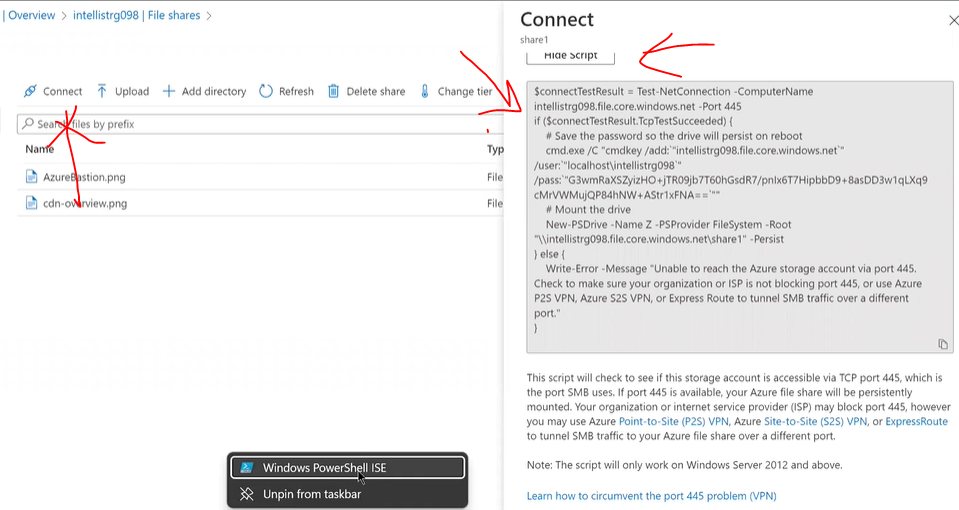 | Overview > intellistrg098 | File shares >
Connect
share1
Hide Script
Connect Upload Add directory Refresh Delete share Change tier
Search files by prefix
Name Typ
AzureBastion.png File
cdn-overview.png File
$connectTestResult = Test-NetConnection -ComputerName
intellistrg098.file.core.windows.net -Port 445
if ($connectTestResult.TcpTestSucceeded) {
# Save the password so the drive will persist on reboot
cmd.exe /C "cmdkey /add:`"intellistrg098.file.core.windows.net`"
/user:`"localhost\intellistrg098`"
/pass:`"G3wmRaXSZyizHO+jTR09jb7T60hGsdR7/pnIx6T7HipbbD9+8asDD3w1qLXq9
cMrVWMujQP84hNW+AStr1xFNA==`""
# Mount the drive
New-PSDrive -Name Z -PSProvider FileSystem -Root
"\\intellistrg098.file.core.windows.net\share1" -Persist
} else {
Write-Error -Message "Unable to reach the Azure storage account via port 445.
Check to make sure your organization or ISP is not blocking port 445, or use Azure
P2S VPN, Azure S2S VPN, or Express Route to tunnel SMB traffic over a different
port."
}
This script will check to see if this storage account is accessible via TCP port 445, which is
the port SMB uses. If port 445 is available, your Azure file share will be persistently
mounted. Your organization or internet service provider (ISP) may block port 445, however
you may use Azure Point-to-Site (P2S) VPN, Azure Site-to-Site (S2S) VPN, or ExpressRoute
to tunnel SMB traffic to your Azure file share over a different port.
Note: The script will only work on Windows Server 2012 and above.
Learn how to circumvent the port 445 problem (VPN)
Windows PowerShell ISE
Unpin from taskbar